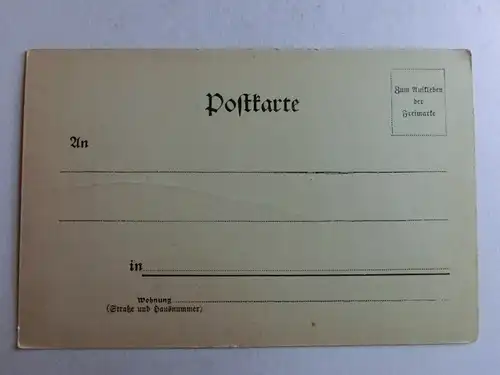 Postkarte
Zum Aufkleben
der
Freimarke
An
in
Wohnung
(Straße und Hausnummer)